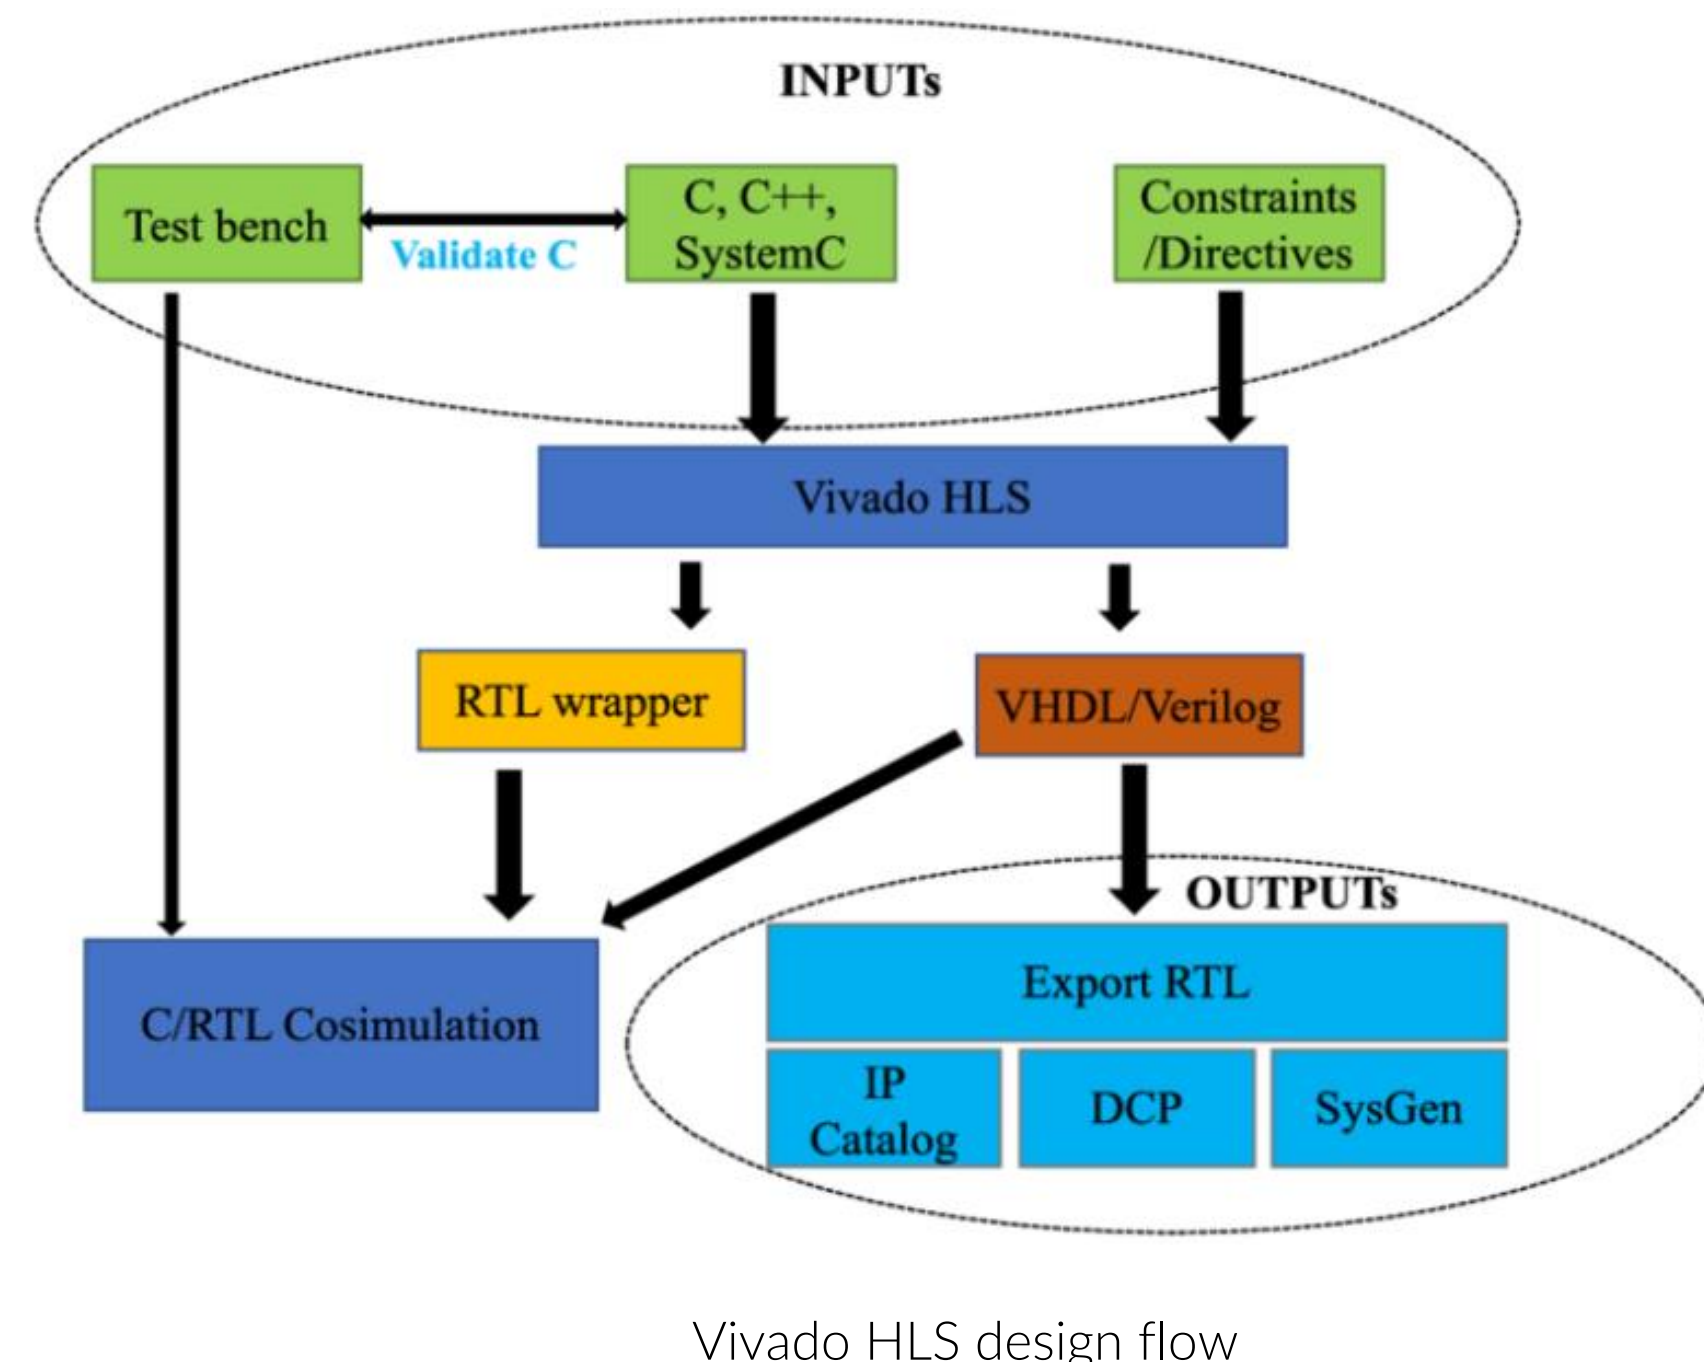 INPUTs
Test bench
Validate C
C, C++,
SystemC
Constraints
/Directives
Vivado HLS
RTL wrapper
VHDL/Verilog
C/RTL Cosimulation
OUTPUTs
Export RTL
IP
Catalog
DCP
SysGen
Vivado HLS design flow